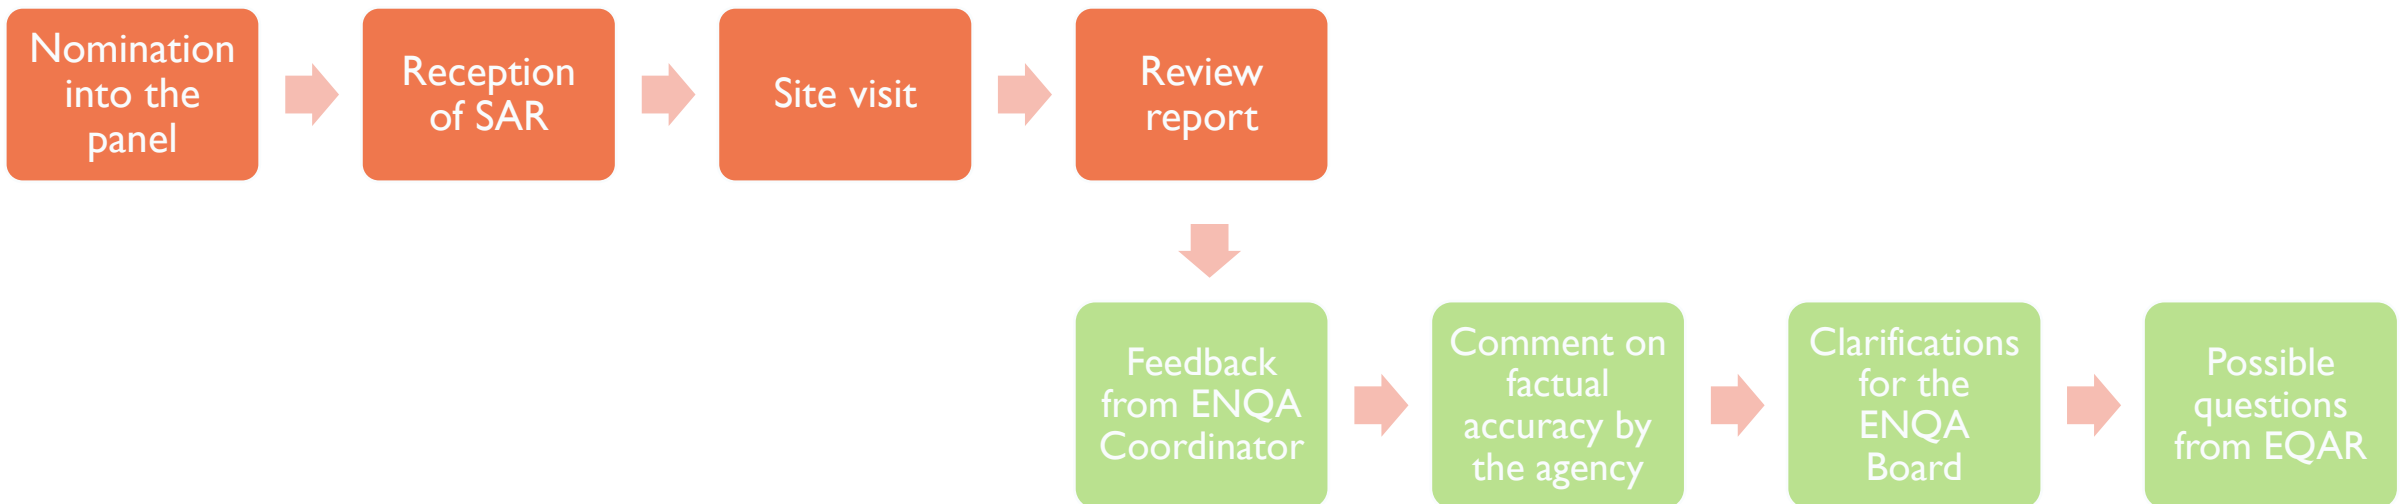 Nomination
into the
panel
Reception
of SAR
Site visit
Review
report
Feedback
from ENQA
Coordinator
Comment on
factual
accuracy by
the agency
Clarifications
for the
ENQA
Board
Possible
questions
from EQAR